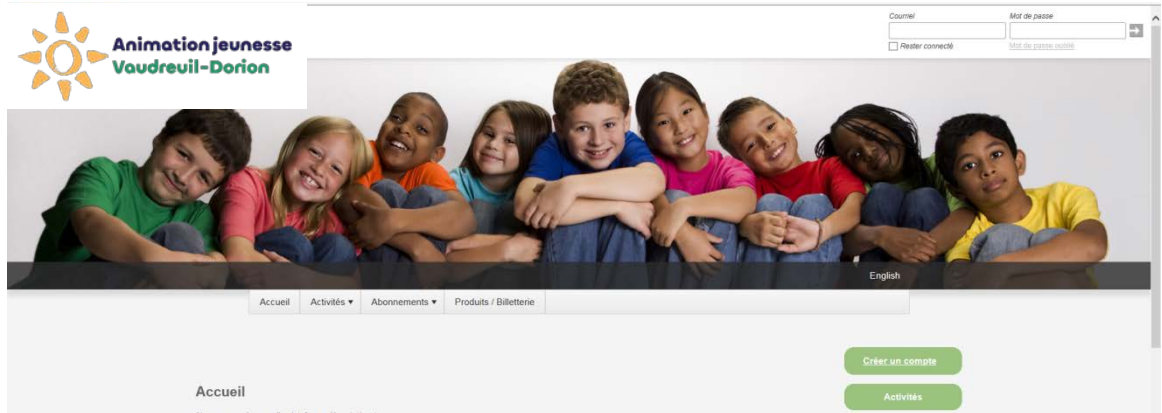 Animation jeunesse
Vaudreuil-Dorion
Courriel
Mot de passe
Rester connecté
Mot de passe oublié
English
Accueil
Activités ▾
Abonnements ▾
Produits / Billetterie
Créer un compte
Accueil
Activités